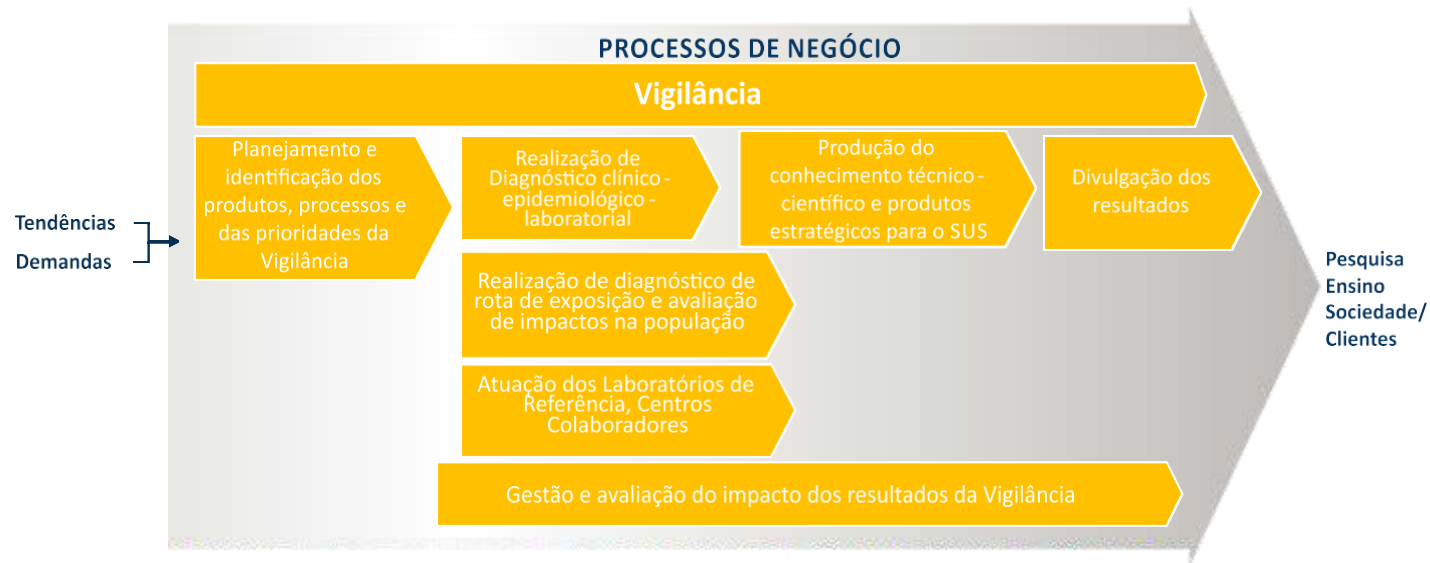 PROCESSOS DE NEGÓCIO
Vigilância
Tendências
Demandas
Planejamento e
identificação dos
produtos, processos e
das prioridades da
Vigilância
Realização de
Diagnóstico clínico-
epidemiológico-
laboratorial
Produção do
conhecimento técnico-
científico e produtos
estratégicos para o SUS
Divulgação dos
resultados
Realização de diagnóstico de
rota de exposição e avaliação
de impactos na população
Atuação dos Laboratórios de
Referência, Centros
Colaboradores
Gestão e avaliação do impacto dos resultados da Vigilância
Pesquisa
Ensino
Sociedade/
Clientes